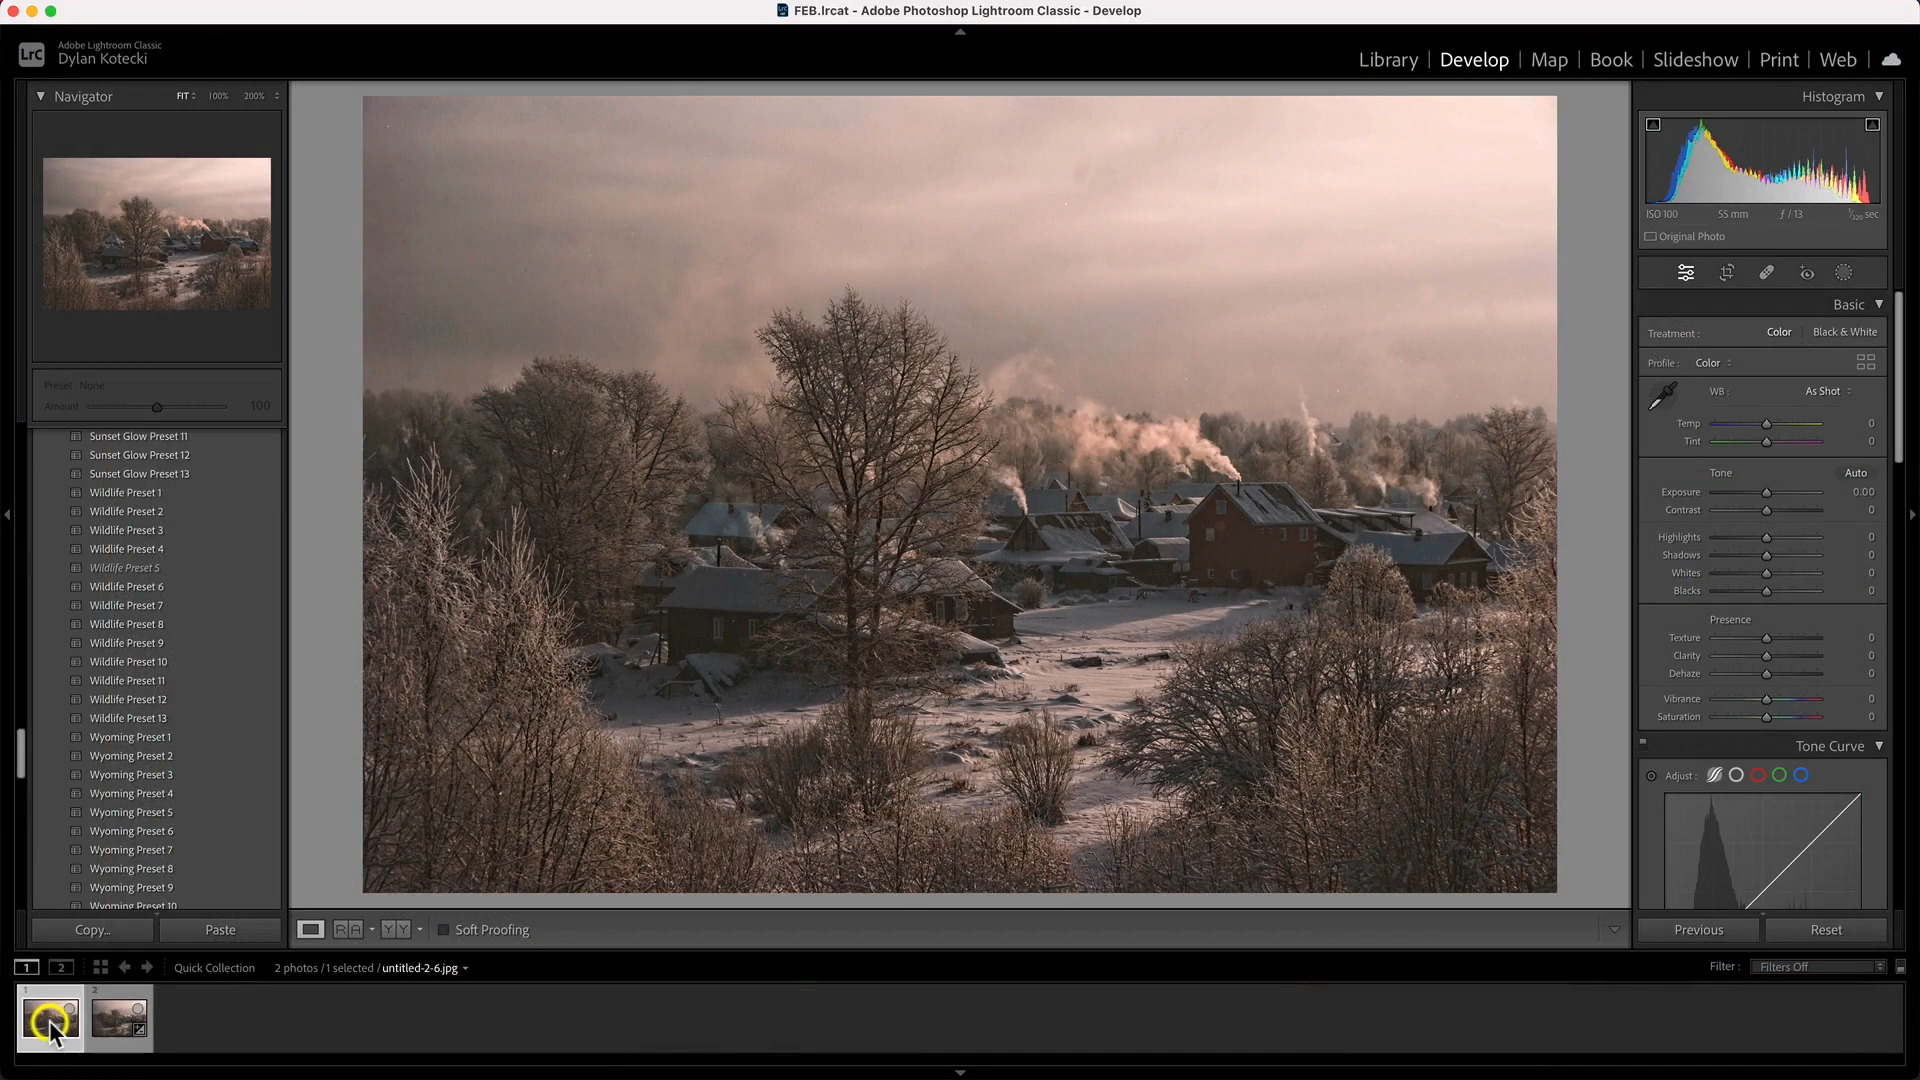 FEB.lrcat - Adobe Photoshop Lightroom Classic - Develop
LrC
Adobe Lightroom Classic
Dylan Kotecki
Library
Develop
Map
Book
Slideshow
Print
Web
Navigator
FIT
100%
200%
Preset : None
Amount
100
Sunset Glow Preset 11
Sunset Glow Preset 12
Sunset Glow Preset 13
Wildlife Preset 1
Wildlife Preset 2
Wildlife Preset 3
Wildlife Preset 4
Wildlife Preset 5
Wildlife Preset 6
Wildlife Preset 7
Wildlife Preset 8
Wildlife Preset 9
Wildlife Preset 10
Wildlife Preset 11
Wildlife Preset 12
Wildlife Preset 13
Wyoming Preset 1
Wyoming Preset 2
Wyoming Preset 3
Wyoming Preset 4
Wyoming Preset 5
Wyoming Preset 6
Wyoming Preset 7
Wyoming Preset 8
Wyoming Preset 9
Wyoming Preset 10
Copy...
Paste
R A
Y Y
Soft Proofing
Histogram
ISO 100
55 mm
ƒ / 13
1/320 sec
Original Photo
Basic
Treatment :
Color
Black & White
Profile :
Color
WB :
As Shot
Temp
0
Tint
0
Tone
Auto
Exposure
0.00
Contrast
0
Highlights
0
Shadows
0
Whites
0
Blacks
0
Presence
Texture
0
Clarity
0
Dehaze
0
Vibrance
0
Saturation
0
Tone Curve
Adjust :
Previous
Reset
1
2
Quick Collection
2 photos / 1 selected / untitled-2-6.jpg
Filter :
Filters Off
1
2